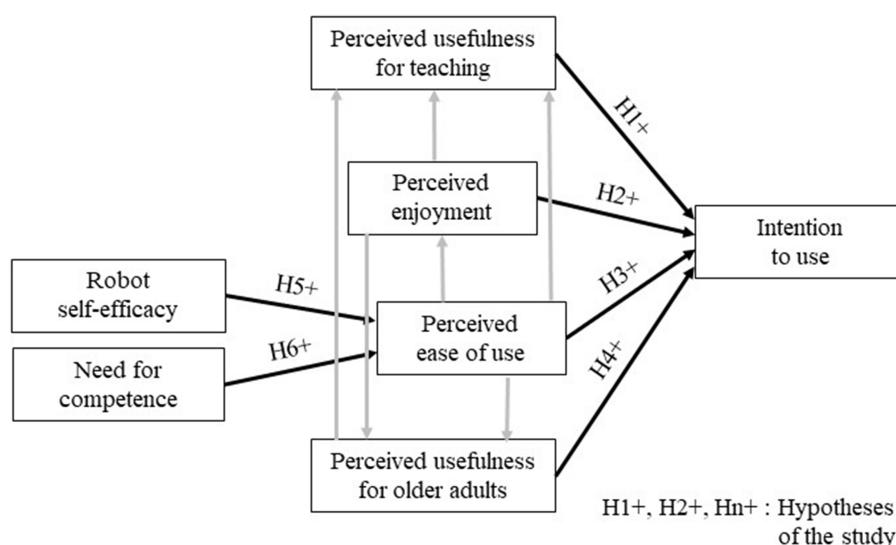 Perceived usefulness
for teaching
H1+
Perceived
enjoyment
H2+
Intention
to use
Robot
self-efficacy
H5+
H3+
Perceived
ease of use
Need for
competence
H6+
H4+
Perceived usefulness
for older adults
H1+, H2+, Hn+ : Hypotheses
of the study